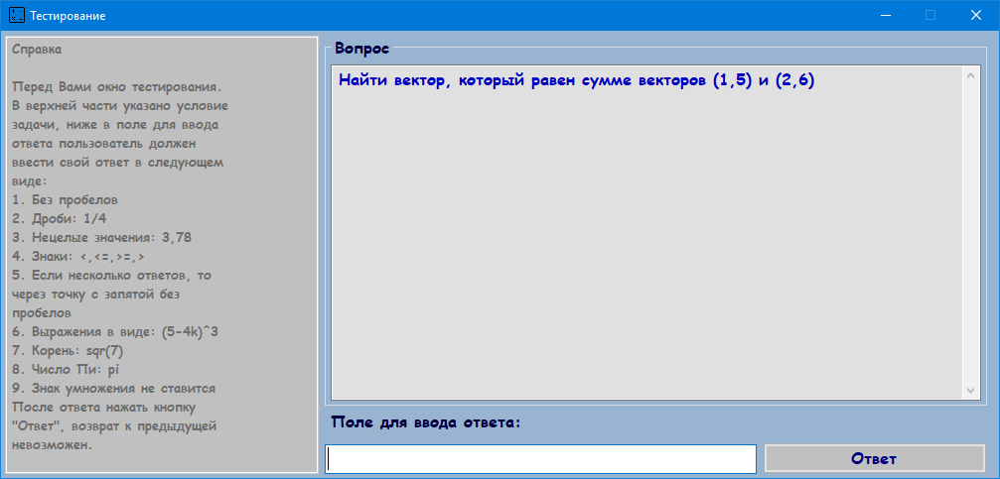 Тестирование
Справка
Перед Вами окно тестирования.
В верхней части указано условие
задачи, ниже в поле для ввода
ответа пользователь должен
ввести свой ответ в следующем
виде:
1. Без пробелов
2. Дроби: 1/4
3. Нецелые значения: 3,78
4. Знаки: <,<=,>=,>
5. Если несколько ответов, то
через точку с запятой без
пробелов
6. Выражения в виде: (5-4k)^3
7. Корень: sqr(7)
8. Число Пи: pi
9. Знак умножения не ставится
После ответа нажать кнопку
"Ответ", возврат к предыдущей
невозможен.
Вопрос
Найти вектор, который равен сумме векторов (1,5) и (2,6)
Поле для ввода ответа:
Ответ